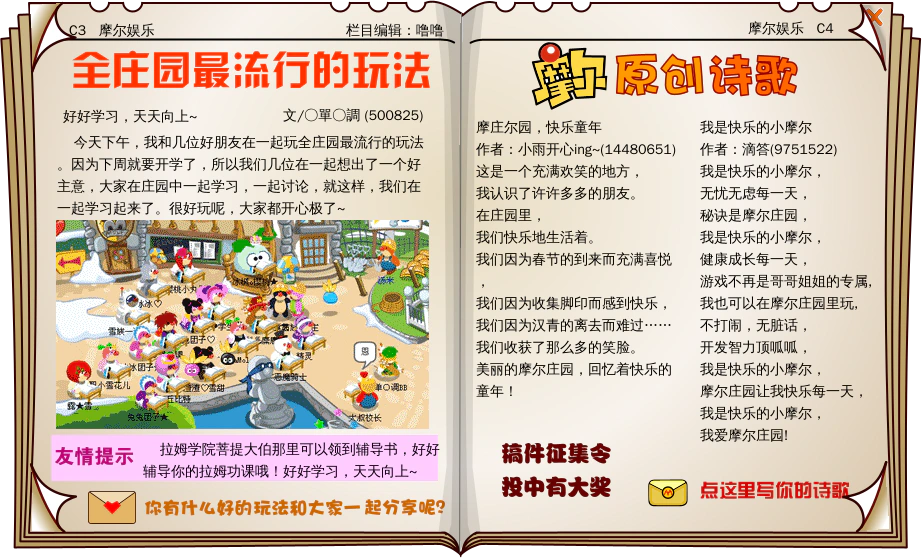 C3 摩尔娱乐
栏目编辑：噜噜
全庄园最流行的玩法
好好学习，天天向上~
文/〇單〇調 (500825)
今天下午，我和几位好朋友在一起玩全庄园最流行的玩法
。因为下周就要开学了，所以我们几位在一起想出了一个好
主意，大家在庄园中一起学习，一起讨论，就这样，我们在
一起学习起来了。很好玩呢，大家都开心极了~
恩
精灵
恶魔骑士
丘比特
大叔校长
友情提示
拉姆学院菩提大伯那里可以领到辅导书，好好
辅导你的拉姆功课哦！好好学习，天天向上~
你有什么好的玩法和大家一起分享呢？
摩尔娱乐 C4
摩尔 原创诗歌
摩庄尔园，快乐童年
作者：小雨开心ing~(14480651)
这是一个充满欢笑的地方，
我认识了许许多多的朋友。
在庄园里，
我们快乐地生活着。
我们因为春节的到来而充满喜悦
，
我们因为收集脚印而感到快乐，
我们因为汉青的离去而难过……
我们收获了那么多的笑脸。
美丽的摩尔庄园，回忆着快乐的
童年！
稿件征集令
投中有大奖
我是快乐的小摩尔
作者：滴答(9751522)
我是快乐的小摩尔，
无忧无虑每一天，
秘诀是摩尔庄园，
我是快乐的小摩尔，
健康成长每一天，
游戏不再是哥哥姐姐的专属，
我也可以在摩尔庄园里玩，
不打闹，无脏话，
开发智力顶呱呱，
我是快乐的小摩尔，
摩尔庄园让我快乐每一天，
我是快乐的小摩尔，
我爱摩尔庄园!
点这里写你的诗歌